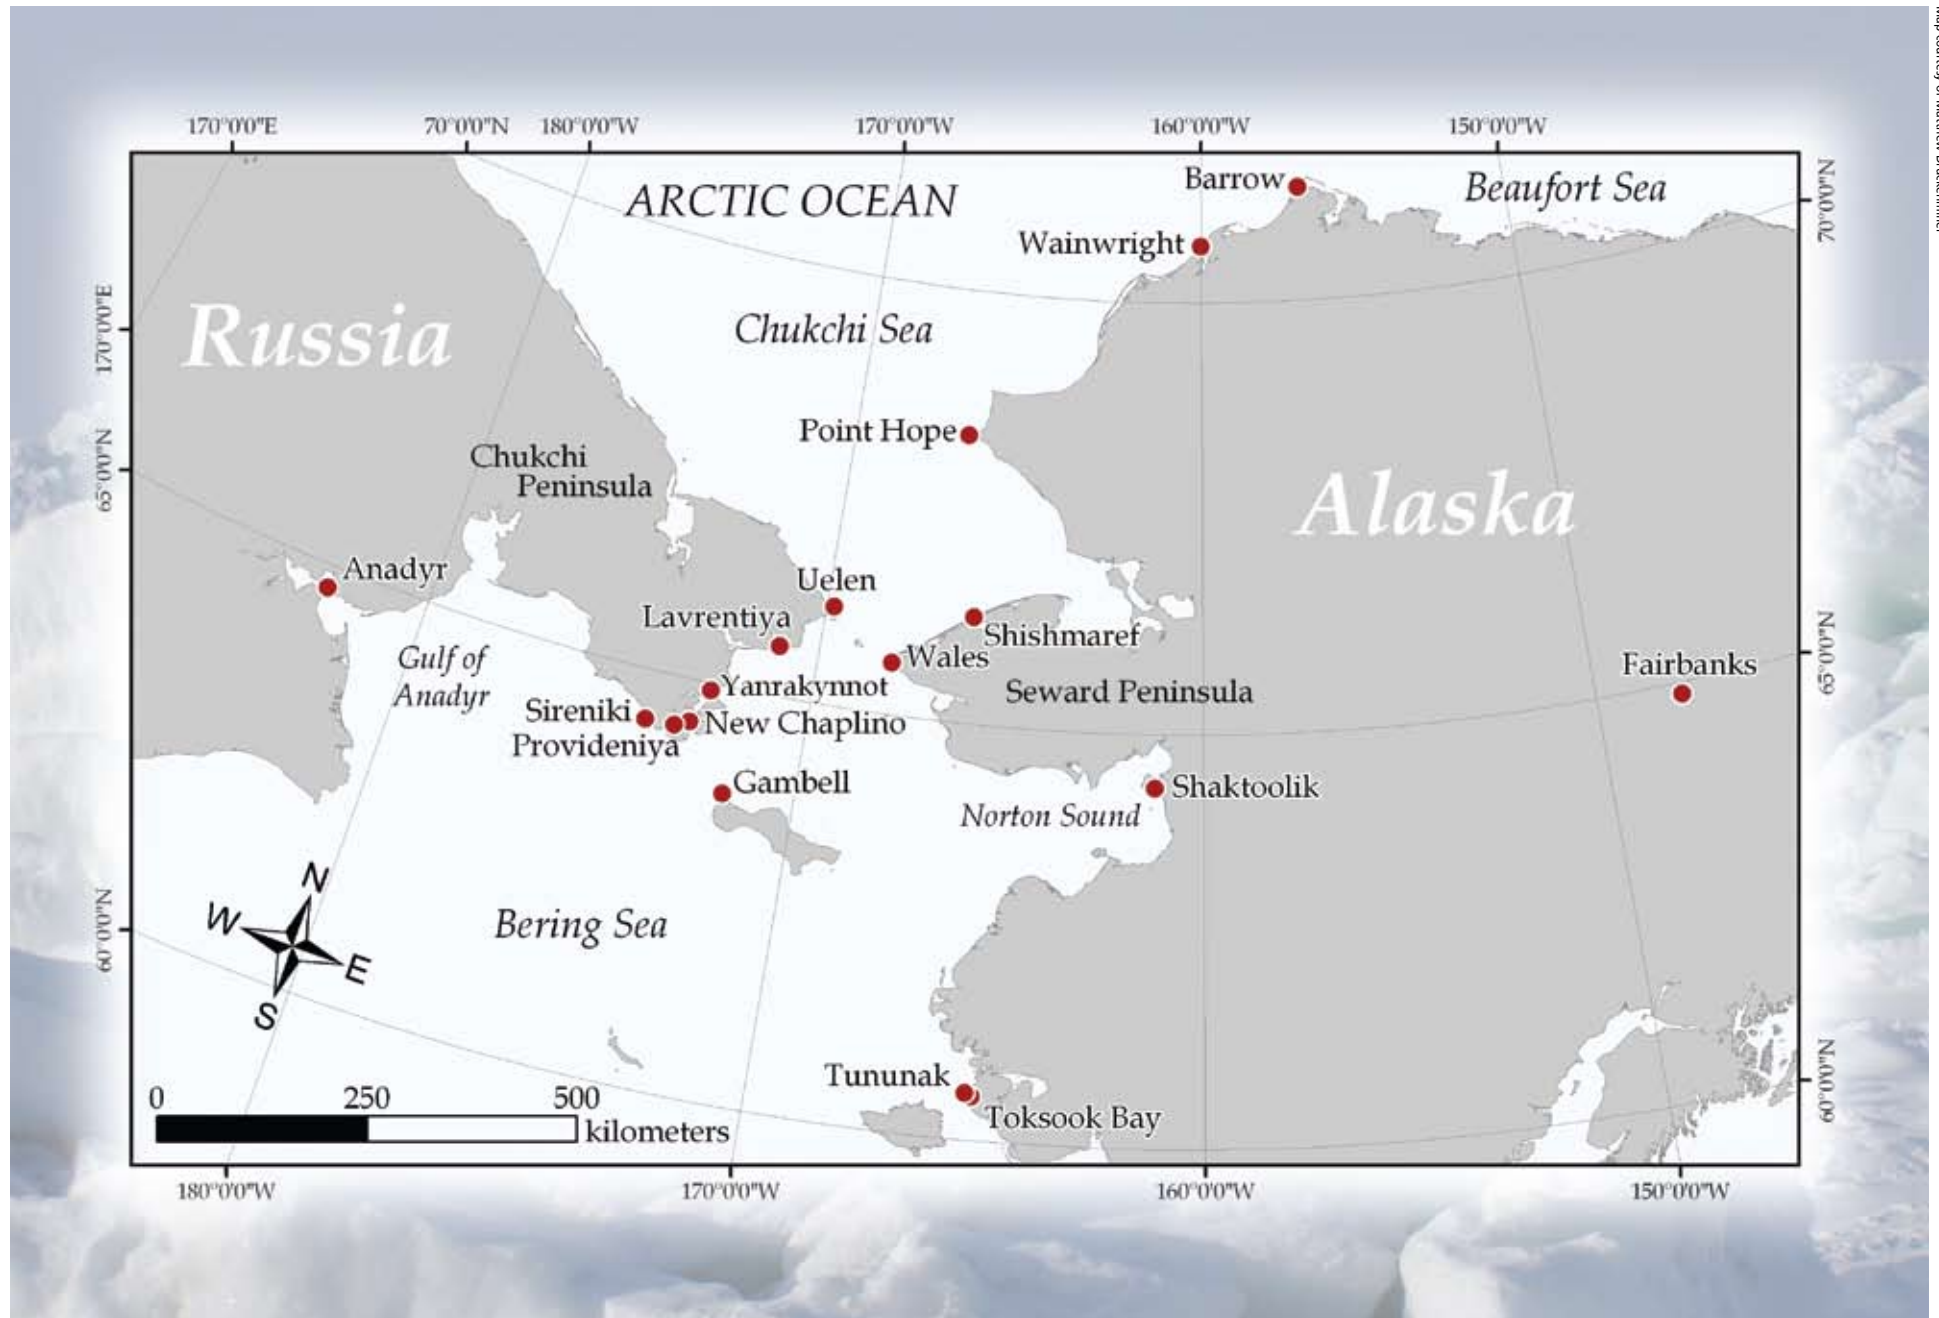 170°0'0"E
70°0'0"N
180°0'0"W
170°0'0"W
160°0'0"W
150°0'0"W
Barrow
ARCTIC OCEAN
Beaufort Sea
70°0'0"N
Wainwright
170°0'0"E
Russia
Chukchi Sea
65°0'0"N
Point Hope
Chukchi
Peninsula
Alaska
Anadyr
Uelen
Lavrentiya
Shishmaref
Wales
65°0'0"N
Fairbanks
Gulf of
Anadyr
Yanrakynnot
Seward Peninsula
Sireniki
New Chaplino
Provideniya
Gambell
Shaktoolik
Norton Sound
N
W
E
S
Bering Sea
60°0'0"N
Tununak
Toksook Bay
60°0'0"N
0
250
500
kilometers
180°0'0"W
170°0'0"W
160°0'0"W
150°0'0"W